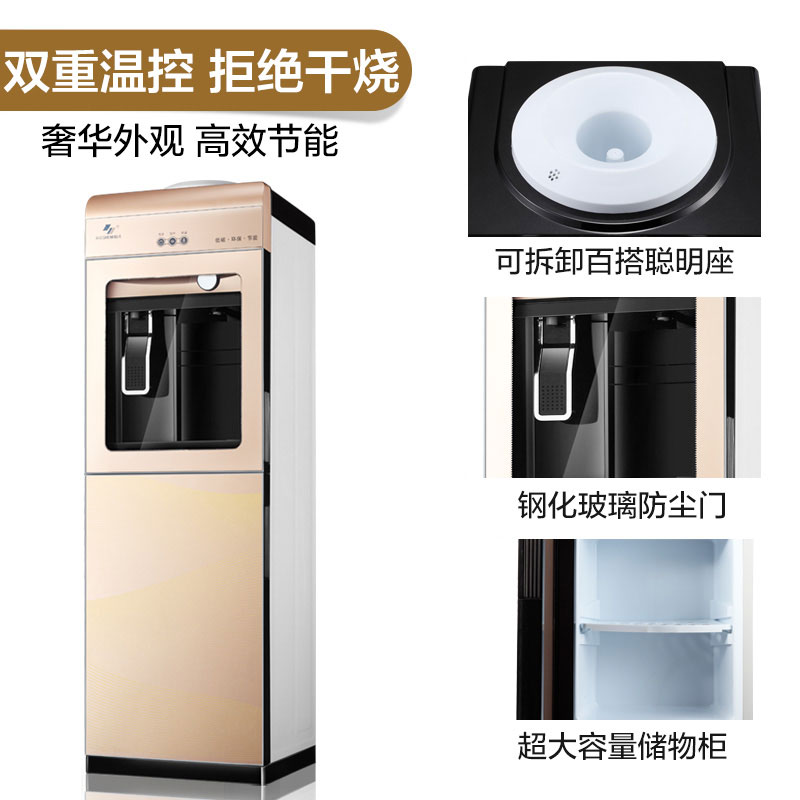 双重温控 拒绝干烧
奢华外观 高效节能
可拆卸百搭聪明座
钢化玻璃防尘门
超大容量储物柜